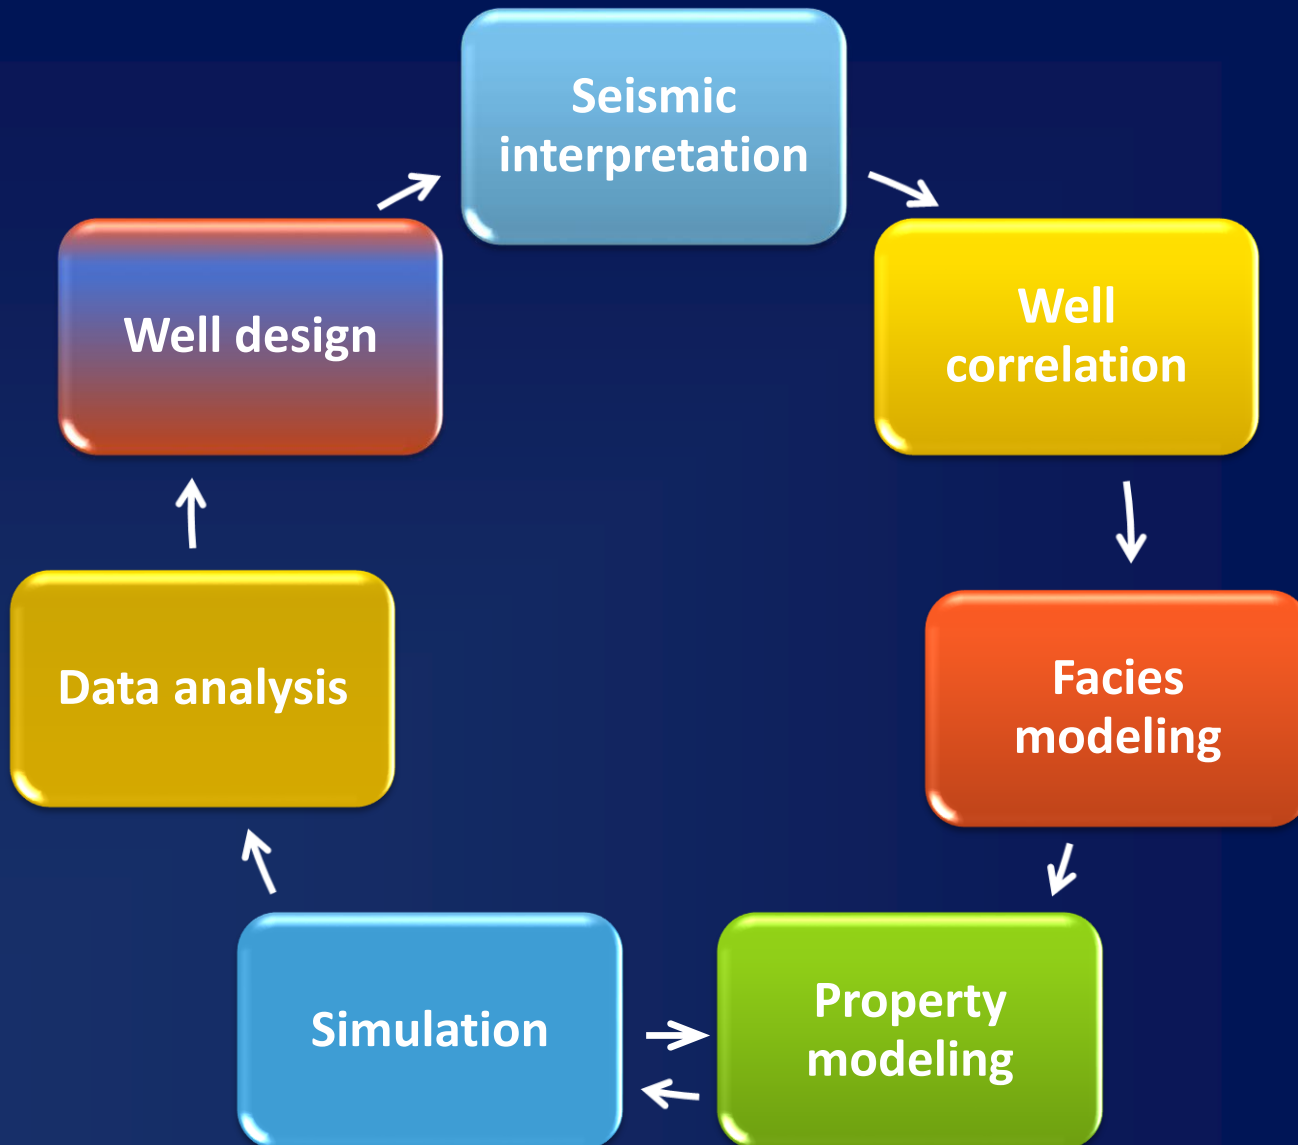 Seismic
interpretation
Well
correlation
Facies
modeling
Property
modeling
Simulation
Data analysis
Well design